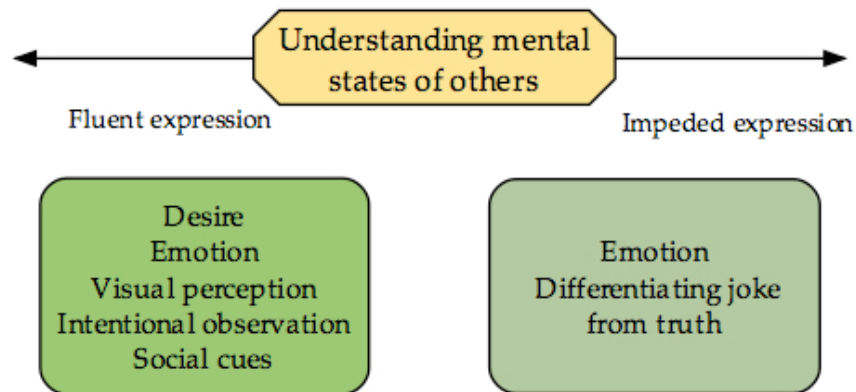 Understanding mental
states of others
Fluent expression
Impeded expression
Desire
Emotion
Visual perception
Intentional observation
Social cues
Emotion
Differentiating joke
from truth